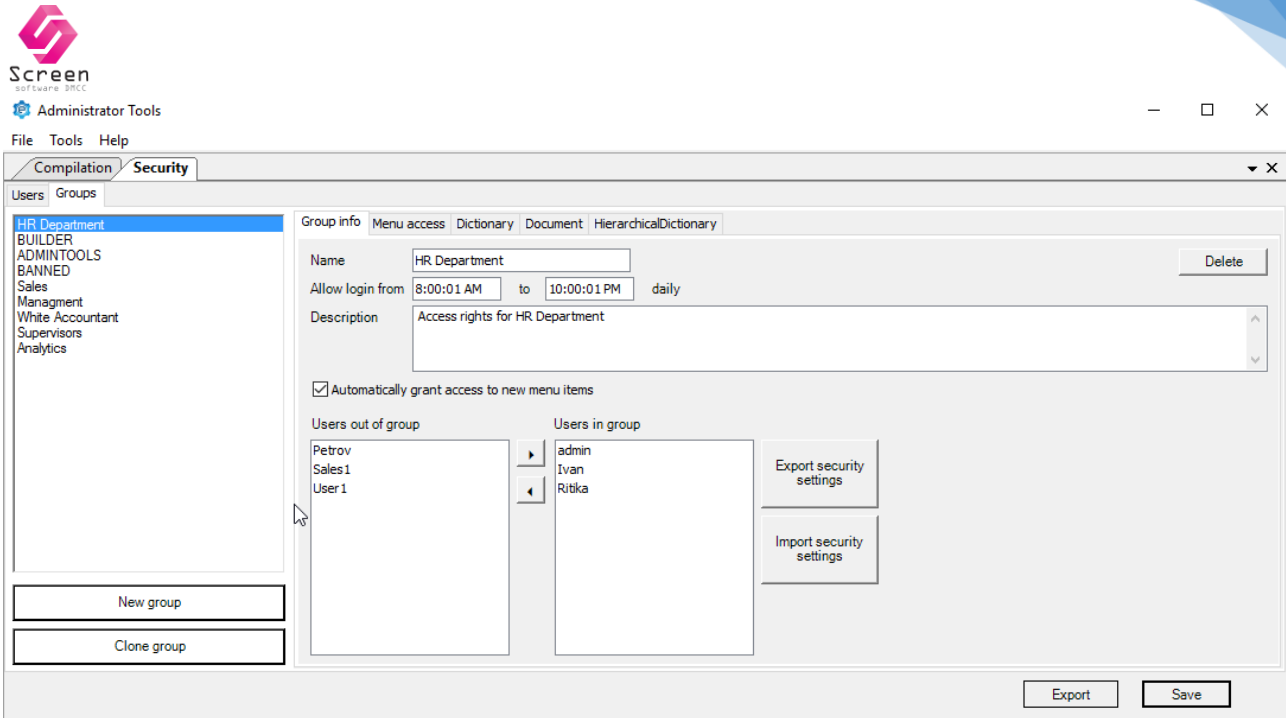 Screen
software DMCC
Administrator Tools
File Tools Help
Compilation Security
Users Groups
HR Department
BUILDER
ADMINTOOLS
BANNED
Sales
Managment
White Accountant
Supervisors
Analytics
New group
Clone group
Group info Menu access Dictionary Document HierarchicalDictionary
Name HR Department Delete
Allow login from 8:00:01 AM to 10:00:01 PM daily
Description Access rights for HR Department
Automatically grant access to new menu items
Users out of group
Petrov
Sales1
User1
Users in group
admin
Ivan
Ritika
Export security
settings
Import security
settings
Export Save